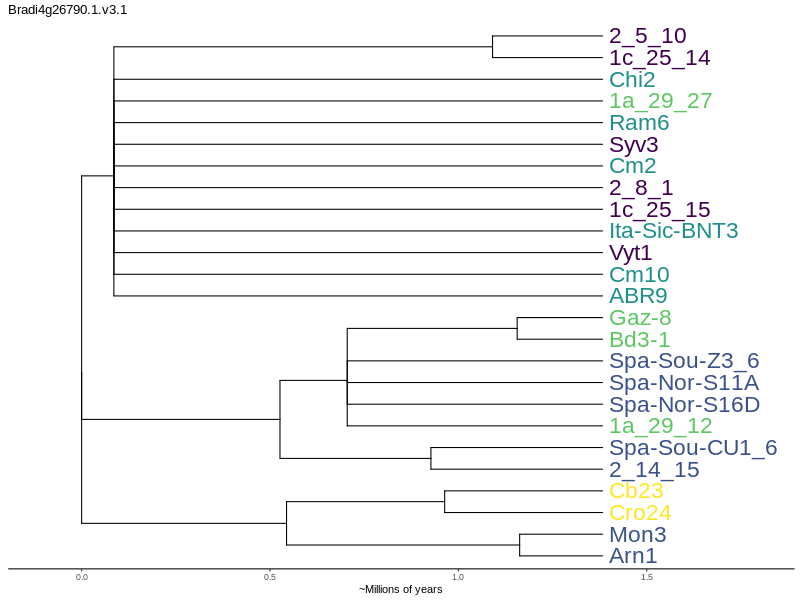 Bradi4g26790.1.v3.1
2_5_10
1c_25_14
Chi2
1a_29_27
Ram6
Syv3
Cm2
2_8_1
1c_25_15
Ita-Sic-BNT3
Vyt1
Cm10
ABR9
Gaz-8
Bd3-1
Spa-Sou-Z3_6
Spa-Nor-S11A
Spa-Nor-S16D
1a_29_12
Spa-Sou-CU1_6
2_14_15
Cb23
Cro24
Mon3
Arn1
0.0 0.5 1.0 1.5
~Millions of years